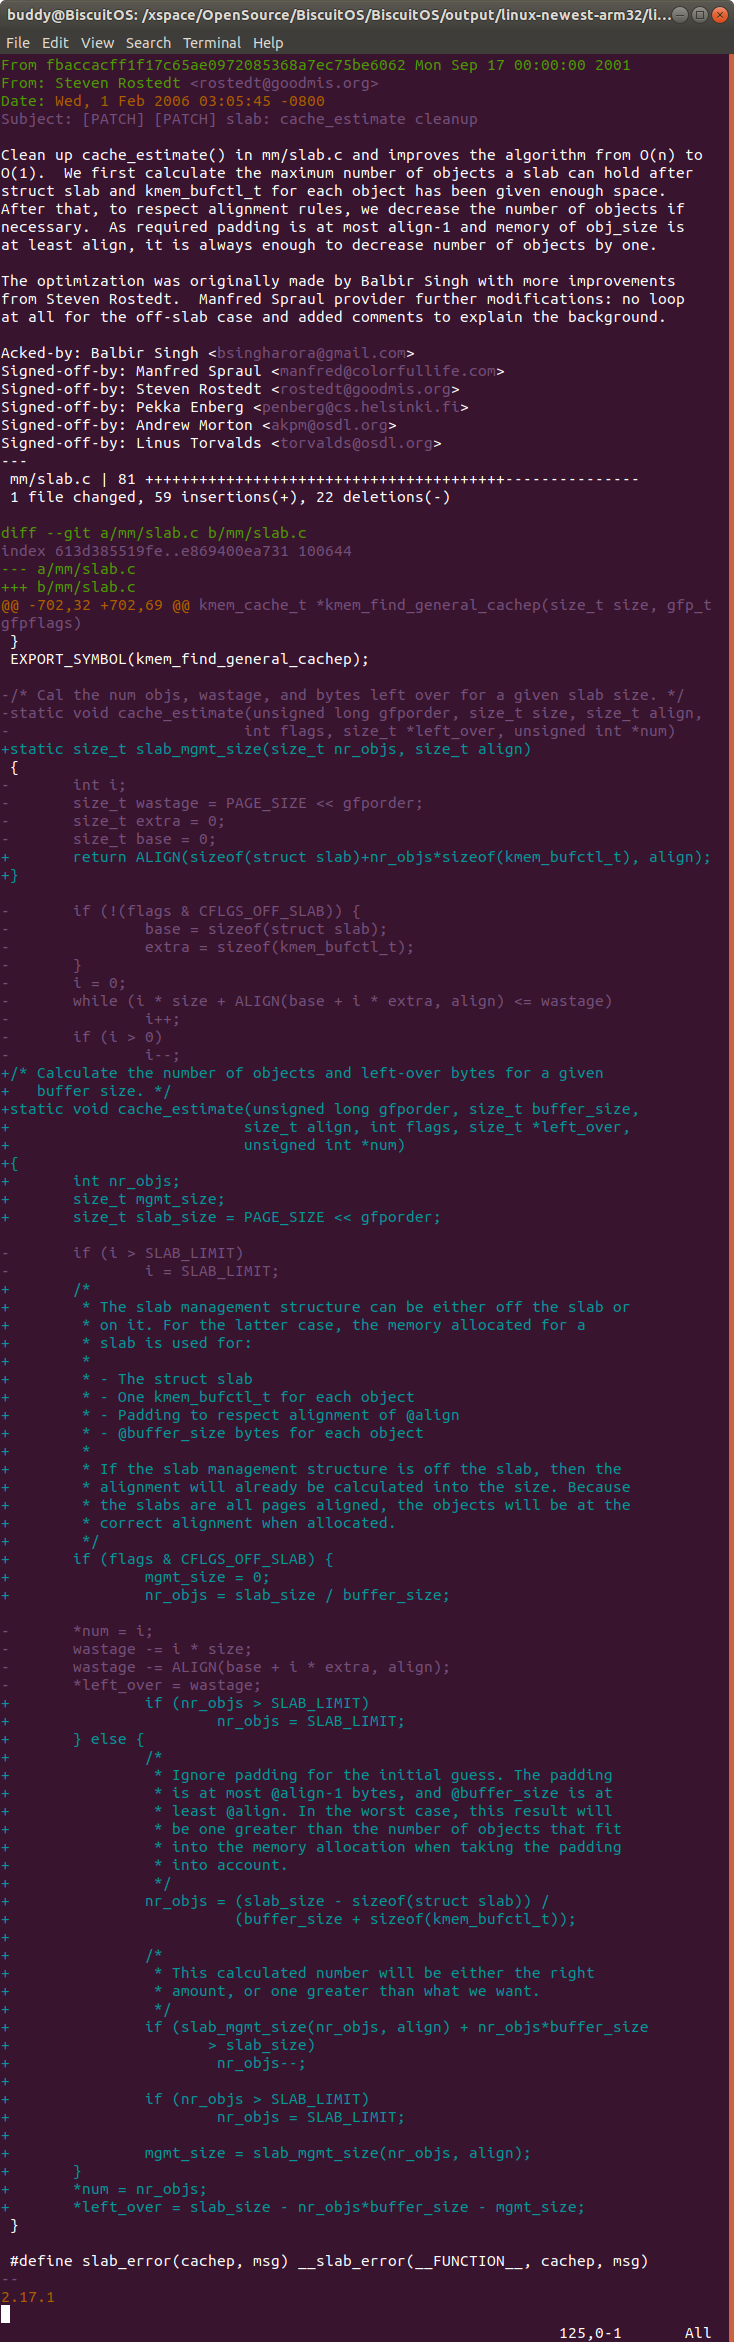 buddy@BiscuitOS: /xspace/OpenSource/BiscuitOS/BiscuitOS/output/linux-newest-arm32/li...
File Edit View Search Terminal Help
From fbaccacff1f17c65ae0972085368a7ec75be6062 Mon Sep 17 00:00:00 2001
From: Steven Rostedt <rostedt@goodmis.org>
Date: Wed, 1 Feb 2006 03:05:45 -0800
Subject: [PATCH] [PATCH] slab: cache_estimate cleanup

Clean up cache_estimate() in mm/slab.c and improves the algorithm from O(n) to
O(1).  We first calculate the maximum number of objects a slab can hold after
struct slab and kmem_bufctl_t for each object has been given enough space.
After that, to respect alignment rules, we decrease the number of objects if
necessary.  As required padding is at most align-1 and memory of obj_size is
at least align, it is always enough to decrease number of objects by one.

The optimization was originally made by Balbir Singh with more improvements
from Steven Rostedt.  Manfred Spraul provider further modifications: no loop
at all for the off-slab case and added comments to explain the background.

Acked-by: Balbir Singh <bsingharora@gmail.com>
Signed-off-by: Manfred Spraul <manfred@colorfullife.com>
Signed-off-by: Steven Rostedt <rostedt@goodmis.org>
Signed-off-by: Pekka Enberg <penberg@cs.helsinki.fi>
Signed-off-by: Andrew Morton <akpm@osdl.org>
Signed-off-by: Linus Torvalds <torvalds@osdl.org>
---
 mm/slab.c | 81 ++++++++++++++++++++++++++++++++++++++++---------------
 1 file changed, 59 insertions(+), 22 deletions(-)

diff --git a/mm/slab.c b/mm/slab.c
index 613d385519fe..e869400ea731 100644
--- a/mm/slab.c
+++ b/mm/slab.c
@@ -702,32 +702,69 @@ kmem_cache_t *kmem_find_general_cachep(size_t size, gfp_t
gfpflags)
 }
 EXPORT_SYMBOL(kmem_find_general_cachep);

-/* Cal the num objs, wastage, and bytes left over for a given slab size. */
-static void cache_estimate(unsigned long gfporder, size_t size, size_t align,
-                          int flags, size_t *left_over, unsigned int *num)
+static size_t slab_mgmt_size(size_t nr_objs, size_t align)
 {
-       int i;
-       size_t wastage = PAGE_SIZE << gfporder;
-       size_t extra = 0;
-       size_t base = 0;
+       return ALIGN(sizeof(struct slab)+nr_objs*sizeof(kmem_bufctl_t), align);
+}

-       if (!(flags & CFLGS_OFF_SLAB)) {
-               base = sizeof(struct slab);
-               extra = sizeof(kmem_bufctl_t);
-       }
-       i = 0;
-       while (i * size + ALIGN(base + i * extra, align) <= wastage)
-               i++;
-       if (i > 0)
-               i--;
+/* Calculate the number of objects and left-over bytes for a given
+   buffer size. */
+static void cache_estimate(unsigned long gfporder, size_t buffer_size,
+                          size_t align, int flags, size_t *left_over,
+                          unsigned int *num)
+{
+       int nr_objs;
+       size_t mgmt_size;
+       size_t slab_size = PAGE_SIZE << gfporder;

-       if (i > SLAB_LIMIT)
-               i = SLAB_LIMIT;
+       /*
+        * The slab management structure can be either off the slab or
+        * on it. For the latter case, the memory allocated for a
+        * slab is used for:
+        *
+        * - The struct slab
+        * - One kmem_bufctl_t for each object
+        * - Padding to respect alignment of @align
+        * - @buffer_size bytes for each object
+        *
+        * If the slab management structure is off the slab, then the
+        * alignment will already be calculated into the size. Because
+        * the slabs are all pages aligned, the objects will be at the
+        * correct alignment when allocated.
+        */
+       if (flags & CFLGS_OFF_SLAB) {
+               mgmt_size = 0;
+               nr_objs = slab_size / buffer_size;

-       *num = i;
-       wastage -= i * size;
-       wastage -= ALIGN(base + i * extra, align);
-       *left_over = wastage;
+               if (nr_objs > SLAB_LIMIT)
+                       nr_objs = SLAB_LIMIT;
+       } else {
+               /*
+                * Ignore padding for the initial guess. The padding
+                * is at most @align-1 bytes, and @buffer_size is at
+                * least @align. In the worst case, this result will
+                * be one greater than the number of objects that fit
+                * into the memory allocation when taking the padding
+                * into account.
+                */
+               nr_objs = (slab_size - sizeof(struct slab)) /
+                         (buffer_size + sizeof(kmem_bufctl_t));
+
+               /*
+                * This calculated number will be either the right
+                * amount, or one greater than what we want.
+                */
+               if (slab_mgmt_size(nr_objs, align) + nr_objs*buffer_size
+                      > slab_size)
+                       nr_objs--;
+
+               if (nr_objs > SLAB_LIMIT)
+                       nr_objs = SLAB_LIMIT;
+
+               mgmt_size = slab_mgmt_size(nr_objs, align);
+       }
+       *num = nr_objs;
+       *left_over = slab_size - nr_objs*buffer_size - mgmt_size;
 }

 #define slab_error(cachep, msg) __slab_error(__FUNCTION__, cachep, msg)
--
2.17.1
125,0-1 All